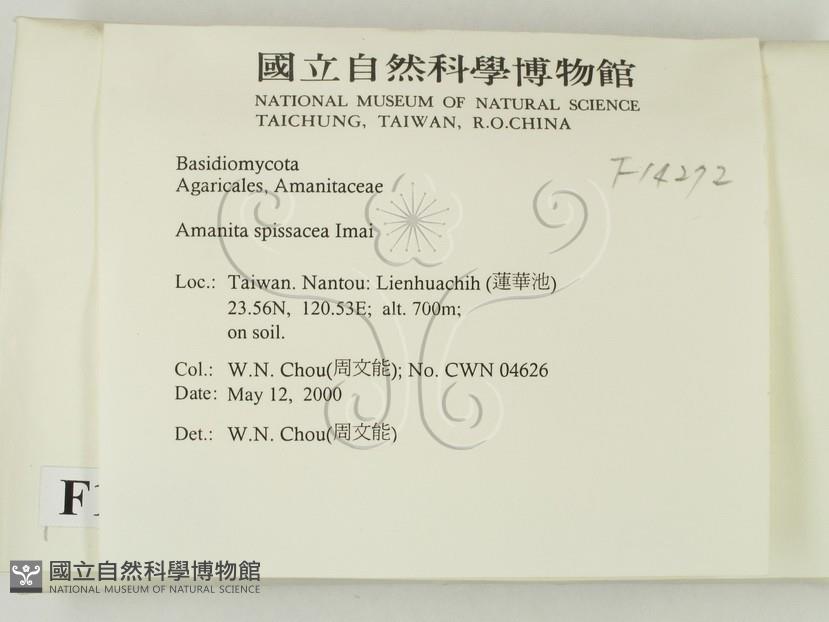 國立自然科學博物館
NATIONAL MUSEUM OF NATURAL SCIENCE
TAICHUNG, TAIWAN, R.O.CHINA
F14272
Basidiomycota
Agaricales, Amanitaceae
Amanita spissacea Imai
Loc.: Taiwan. Nantou: Lienhuachih (蓮華池)
23.56N, 120.53E; alt. 700m;
on soil.
Col.: W.N. Chou(周文能); No. CWN 04626
Date: May 12, 2000
Det.: W.N. Chou(周文能)
F1
國立自然科學博物館
NATIONAL MUSEUM OF NATURAL SCIENCE